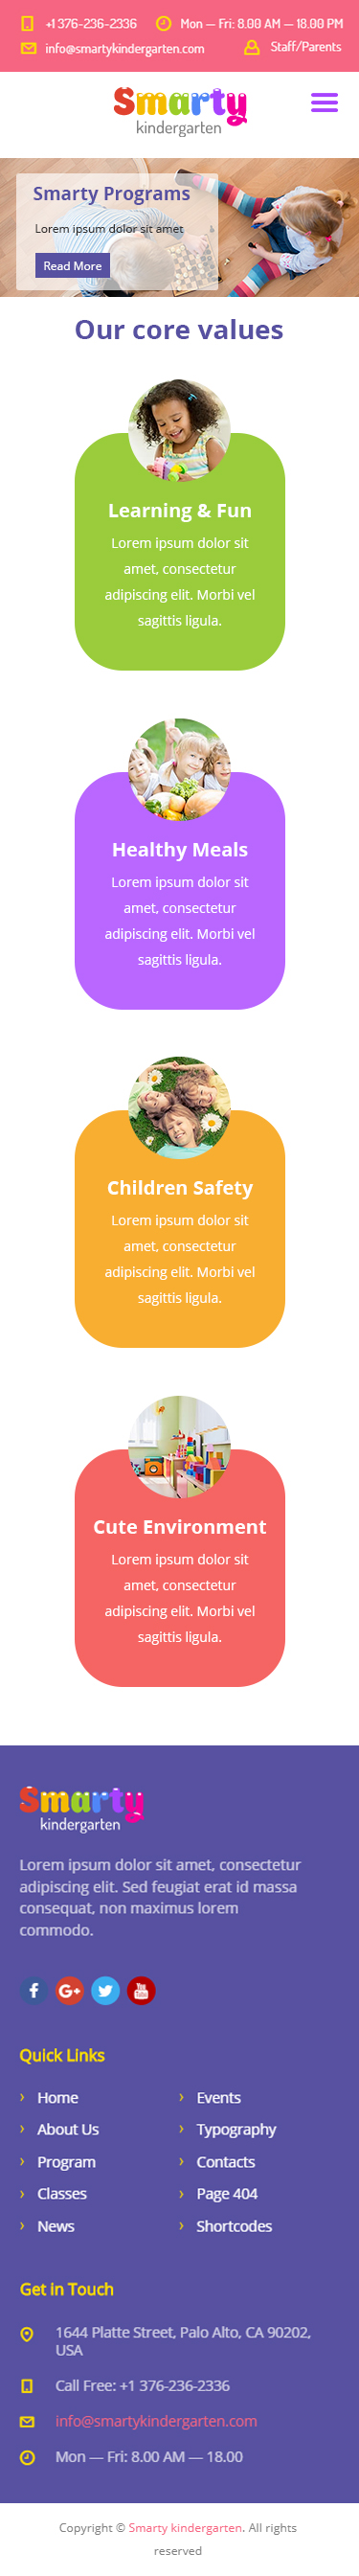 +1 376-236-2336 Mon — Fri: 8.00 AM — 18.00 PM
info@smartykindergarten.com Staff/Parents
Smarty
kindergarten
Smarty Programs
Lorem ipsum dolor sit amet
Read More
Our core values
Learning & Fun
Lorem ipsum dolor sit
amet, consectetur
adipiscing elit. Morbi vel
sagittis ligula.
Healthy Meals
Lorem ipsum dolor sit
amet, consectetur
adipiscing elit. Morbi vel
sagittis ligula.
Children Safety
Lorem ipsum dolor sit
amet, consectetur
adipiscing elit. Morbi vel
sagittis ligula.
Cute Environment
Lorem ipsum dolor sit
amet, consectetur
adipiscing elit. Morbi vel
sagittis ligula.
Smarty
kindergarten
Lorem ipsum dolor sit amet, consectetur
adipiscing elit. Sed feugiat erat id massa
consequat, non maximus lorem
commodo.
Quick Links
› Home › Events
› About Us › Typography
› Program › Contacts
› Classes › Page 404
› News › Shortcodes
Get in Touch
1644 Platte Street, Palo Alto, CA 90202,
USA
Call Free: +1 376-236-2336
info@smartykindergarten.com
Mon — Fri: 8.00 AM — 18.00
Copyright © Smarty kindergarten. All rights
reserved